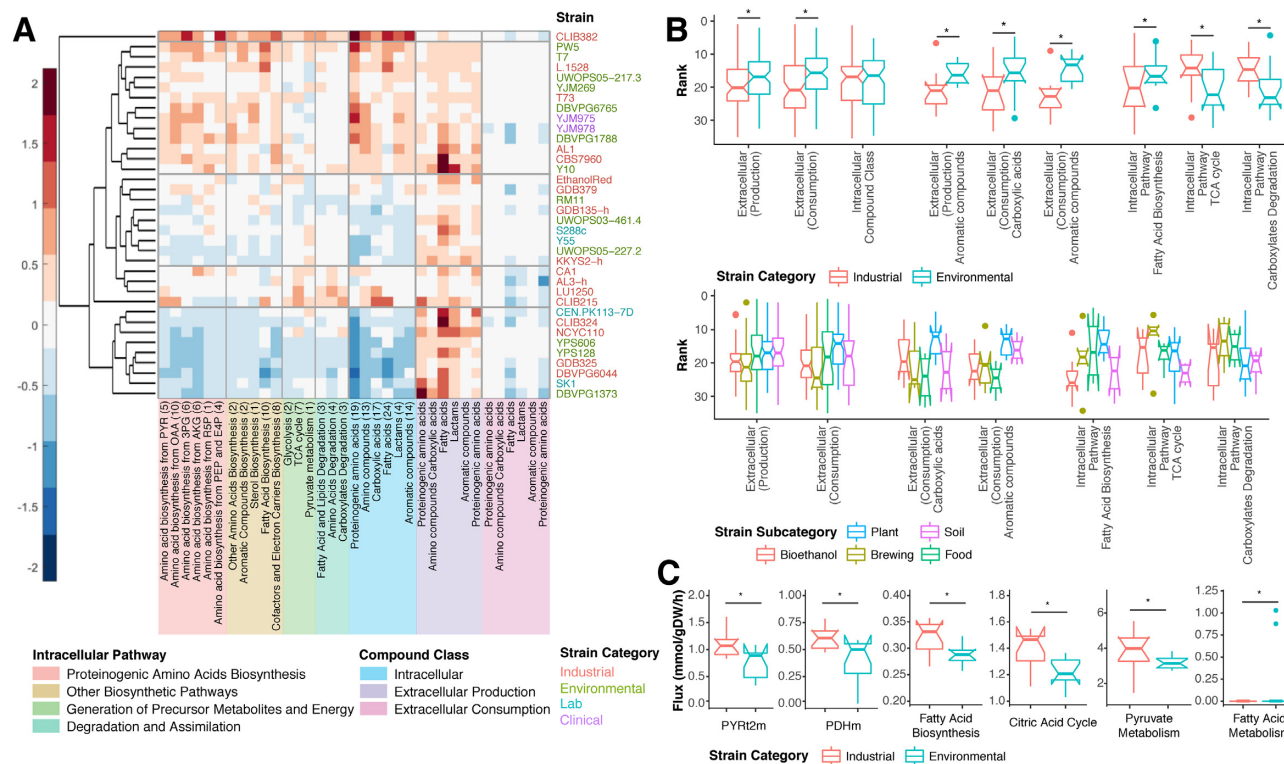 A
Strain
2
1.5
1
0.5
0
-0.5
-1
-1.5
-2
CLIB382
PW5
T7
L.1528
UWOPS05-217.3
YJM269
T73
DBVPG6765
YJM975
YJM978
DBVPG1788
AL1
CBS7960
Y10
EthanolRed
GDB379
RM11
GDB135-h
UWOPS03-461.4
S288c
Y55
UWOPS05-227.2
KKYS2-h
CA1
AL3-h
LU1250
CLIB215
CEN.PK113-7D
CLIB324
NCYC110
YPS606
YPS128
GDB325
DBVPG6044
SK1
DBVPG1373
Amino acid biosynthesis from PYR (5)
Amino acid biosynthesis from OAA (10)
Amino acid biosynthesis from 3PG (6)
Amino acid biosynthesis from AKG (6)
Amino acid biosynthesis from R5P (1)
Amino acid biosynthesis from PEP and E4P (4)
Other Amino Acids Biosynthesis (2)
Aromatic Compounds Biosynthesis (2)
Sterol Biosynthesis (1)
Fatty Acid Biosynthesis (10)
Cofactors and Electron Carriers Biosynthesis (8)
Glycolysis (2)
TCA cycle (17)
Pyruvate metabolism (1)
Fatty Acid and Lipids Degradation (3)
Amino Acids Degradation (4)
Carboxylates Degradation (3)
Proteinogenic amino acids (19)
Amino compounds (13)
Carboxylic acids (17)
Fatty acids (24)
Lactams (4)
Aromatic compounds (14)
Proteinogenic amino acids
Amino compounds Carboxylic acids
Fatty acids
Lactams
Aromatic compounds
Proteinogenic amino acids
Proteinogenic amino acids
Amino compounds Carboxylic acids
Fatty acids
Lactams
Aromatic compounds
Proteinogenic amino acids
Intracellular Pathway
Proteinogenic Amino Acids Biosynthesis
Other Biosynthetic Pathways
Generation of Precursor Metabolites and Energy
Degradation and Assimilation
Compound Class
Intracellular
Extracellular Production
Extracellular Consumption
Strain Category
Industrial
Environmental
Lab
Clinical
B
Rank
0
10
20
30
*
*
*
*
*
*
*
*
Extracellular
(Production)
Extracellular
(Consumption)
Intracellular
Compound Class
Extracellular
(Production)
Aromatic compounds
Extracellular
(Consumption)
Carboxylic acids
Extracellular
(Consumption)
Aromatic compounds
Intracellular
Pathway
Fatty Acid Biosynthesis
Intracellular
Pathway
TCA cycle
Intracellular
Pathway
Carboxylates Degradation
Strain Category
Industrial
Environmental
Rank
0
10
20
30
Extracellular
(Production)
Extracellular
(Consumption)
Extracellular
(Consumption)
Carboxylic acids
Extracellular
(Consumption)
Aromatic compounds
Intracellular
Pathway
Fatty Acid Biosynthesis
Intracellular
Pathway
TCA cycle
Intracellular
Pathway
Carboxylates Degradation
Strain Subcategory
Plant
Soil
Bioethanol
Brewing
Food
C
Flux (mmol/gDW/h)
2.0
1.5
1.0
0.5
0.0
*
PYRt2m
1.00
0.75
0.50
0.25
0.00
*
PDHm
0.40
0.35
0.30
0.25
0.20
*
Fatty Acid
Biosynthesis
1.6
1.4
1.2
1.0
*
Citric Acid Cycle
6
4
2
*
Pyruvate
Metabolism
1.25
1.00
0.75
0.50
0.25
0.00
*
Fatty Acid
Metabolism
Strain Category
Industrial
Environmental